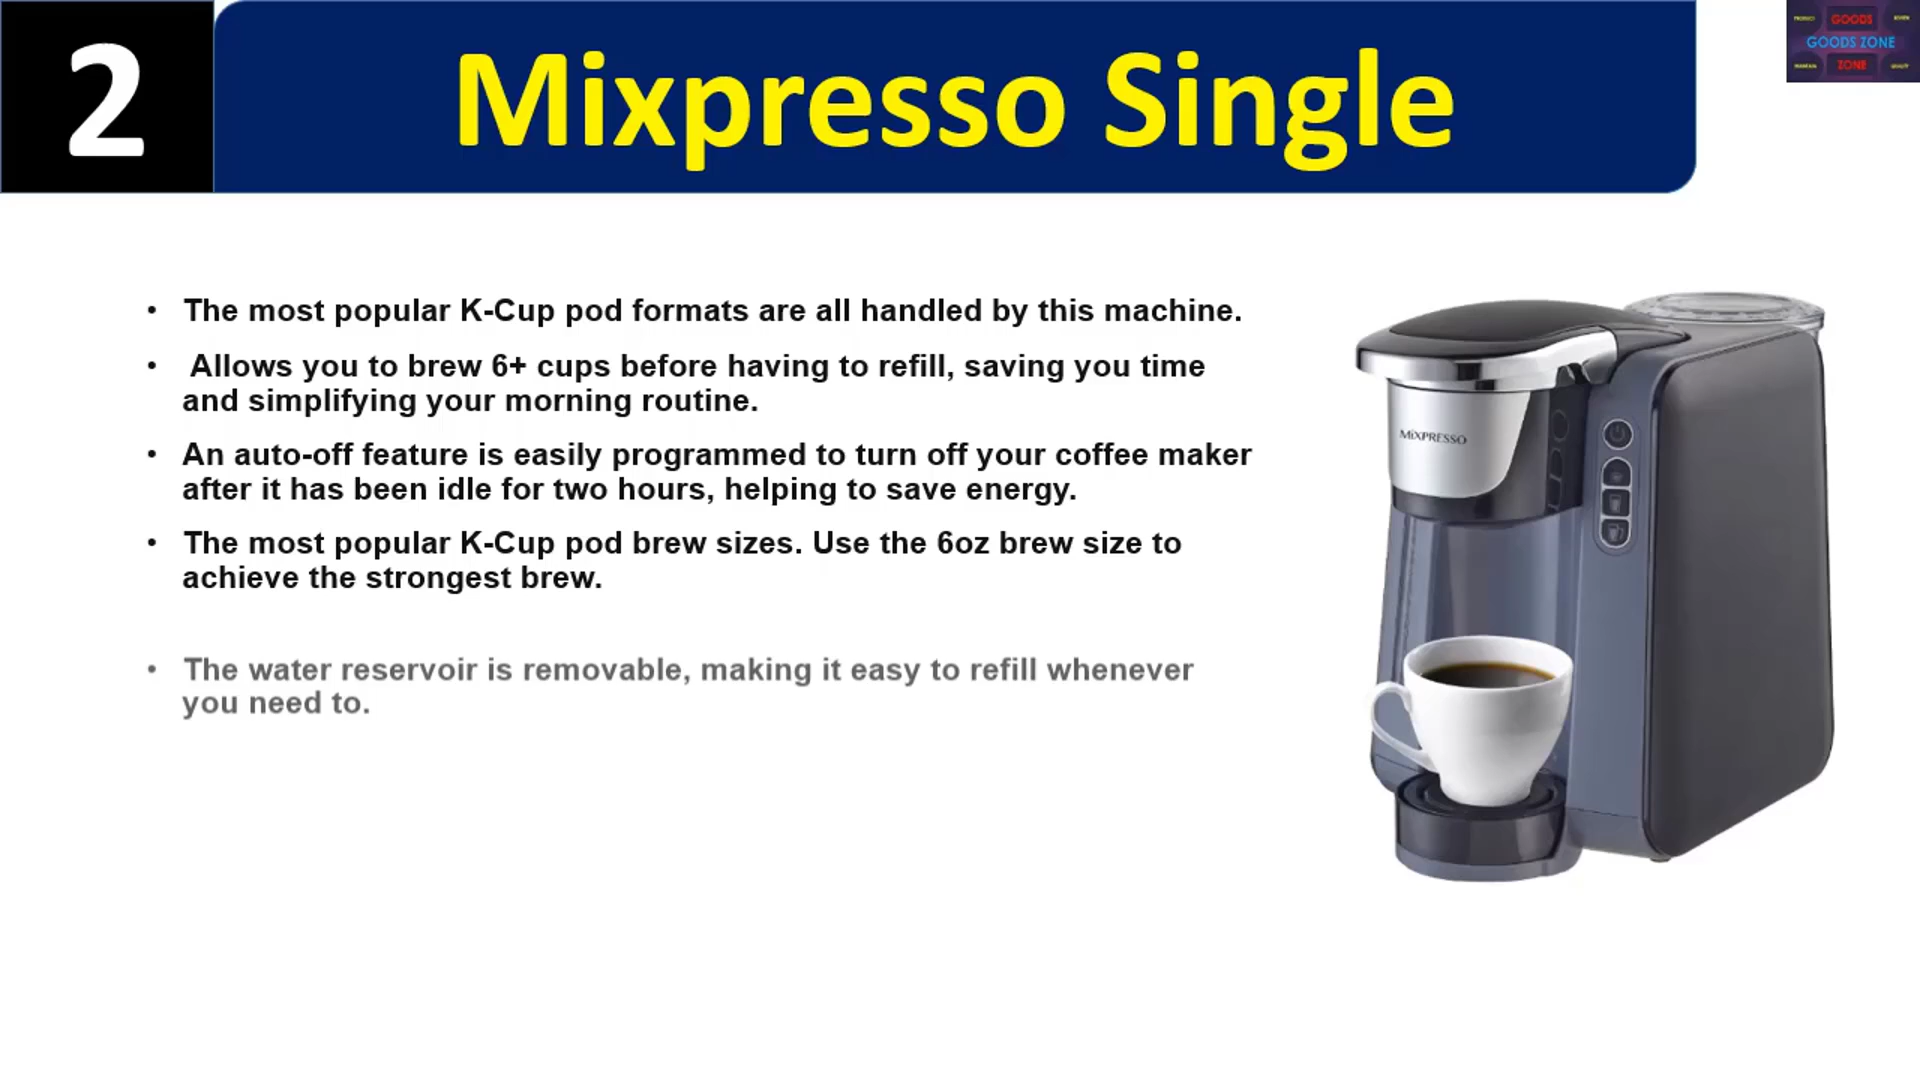 2
Mixpresso Single
GOODS
GOODS ZONE
ZONE
• The most popular K-Cup pod formats are all handled by this machine.
• Allows you to brew 6+ cups before having to refill, saving you time
and simplifying your morning routine.
• An auto-off feature is easily programmed to turn off your coffee maker
after it has been idle for two hours, helping to save energy.
• The most popular K-Cup pod brew sizes. Use the 6oz brew size to
achieve the strongest brew.
• The water reservoir is removable, making it easy to refill whenever
you need to.
MiXPRESSO